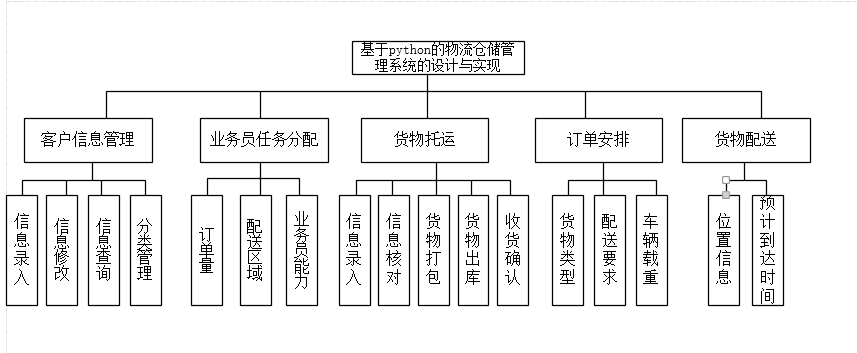 基于python的物流仓储管
理系统的设计与实现
客户信息管理
业务员任务分配
货物托运
订单安排
货物配送
信息录入
信息修改
信息查询
分类管理
订单量
配送区域
业务员能力
信息录入
信息核对
货物打包
货物出库
收货确认
货物类型
配送要求
车辆载重
位置信息
预计到达时间